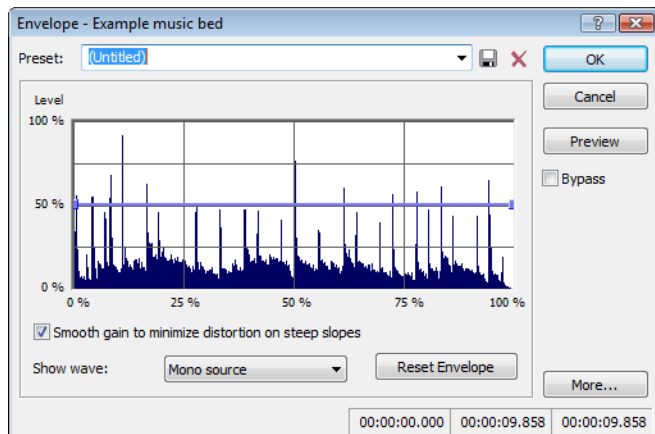 Envelope - Example music bed
Preset: (Untitled)
OK
Cancel
Preview
Bypass
Level
100 %
50 %
0 %
0 % 25 % 50 % 75 % 100 %
Smooth gain to minimize distortion on steep slopes
Show wave: Mono source Reset Envelope
More...
00:00:00.000 00:00:09.858 00:00:09.858